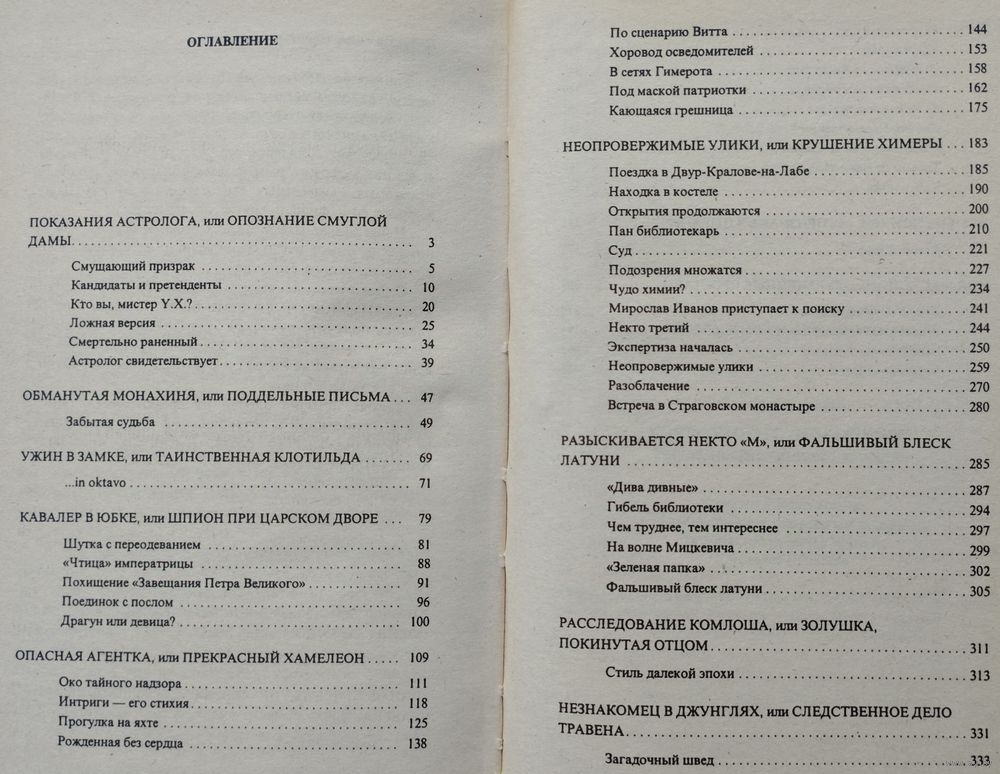 ОГЛАВЛЕНИЕ
ПОКАЗАНИЯ АСТРОЛОГА, или ОПОЗНАНИЕ СМУГЛОЙ
ДАМЫ. 3
Смущающий призрак 5
Кандидаты и претенденты 10
Кто вы, мистер Y.X.? 20
Ложная версия 25
Смертельно раненный 34
Астролог свидетельствует 39
ОБМАНУТАЯ МОНАХИНЯ, или ПОДДЕЛЬНЫЕ ПИСЬМА 47
Забытая судьба 49
УЖИН В ЗАМКЕ, или ТАИНСТВЕННАЯ КЛОТИЛЬДА 69
...in oktavo 71
КАВАЛЕР В ЮБКЕ, или ШПИОН ПРИ ЦАРСКОМ ДВОРЕ 79
Шутка с переодеванием 81
«Чтица» императрицы 88
Похищение «Завещания Петра Великого» 91
Поединок с послом 96
Драгун или девица? 100
ОПАСНАЯ АГЕНТКА, или ПРЕКРАСНЫЙ ХАМЕЛЕОН 109
Око тайного надзора 111
Интриги — его стихия 118
Прогулка на яхте 125
Рожденная без сердца 138
По сценарию Витта 144
Хоровод осведомителей 153
В сетях Гимерота 158
Под маской патриотки 162
Кающаяся грешница 175
НЕОПРОВЕРЖИМЫЕ УЛИКИ, или КРУШЕНИЕ ХИМЕРЫ 183
Поездка в Двур-Кралове-на-Лабе 185
Находка в костеле 190
Открытия продолжаются 200
Пан библиотекарь 210
Суд 221
Подозрения множатся 227
Чудо химии? 234
Мирослав Иванов приступает к поиску 241
Некто третий 244
Экспертиза началась 250
Неопровержимые улики 259
Разоблачение 270
Встреча в Страговском монастыре 280
РАЗЫСКИВАЕТСЯ НЕКТО «М», или ФАЛЬШИВЫЙ БЛЕСК
ЛАТУНИ 285
«Дива дивные» 287
Гибель библиотеки 294
Чем труднее, тем интереснее 297
На волне Мицкевича 299
«Зеленая папка» 302
Фальшивый блеск латуни 305
РАССЛЕДОВАНИЕ КОМЛОША, или ЗОЛУШКА,
ПОКИНУТАЯ ОТЦОМ 311
Стиль далекой эпохи 313
НЕЗНАКОМЕЦ В ДЖУНГЛЯХ, или СЛЕДСТВЕННОЕ ДЕЛО
ТРАВЕНА 331
Загадочный швед 333